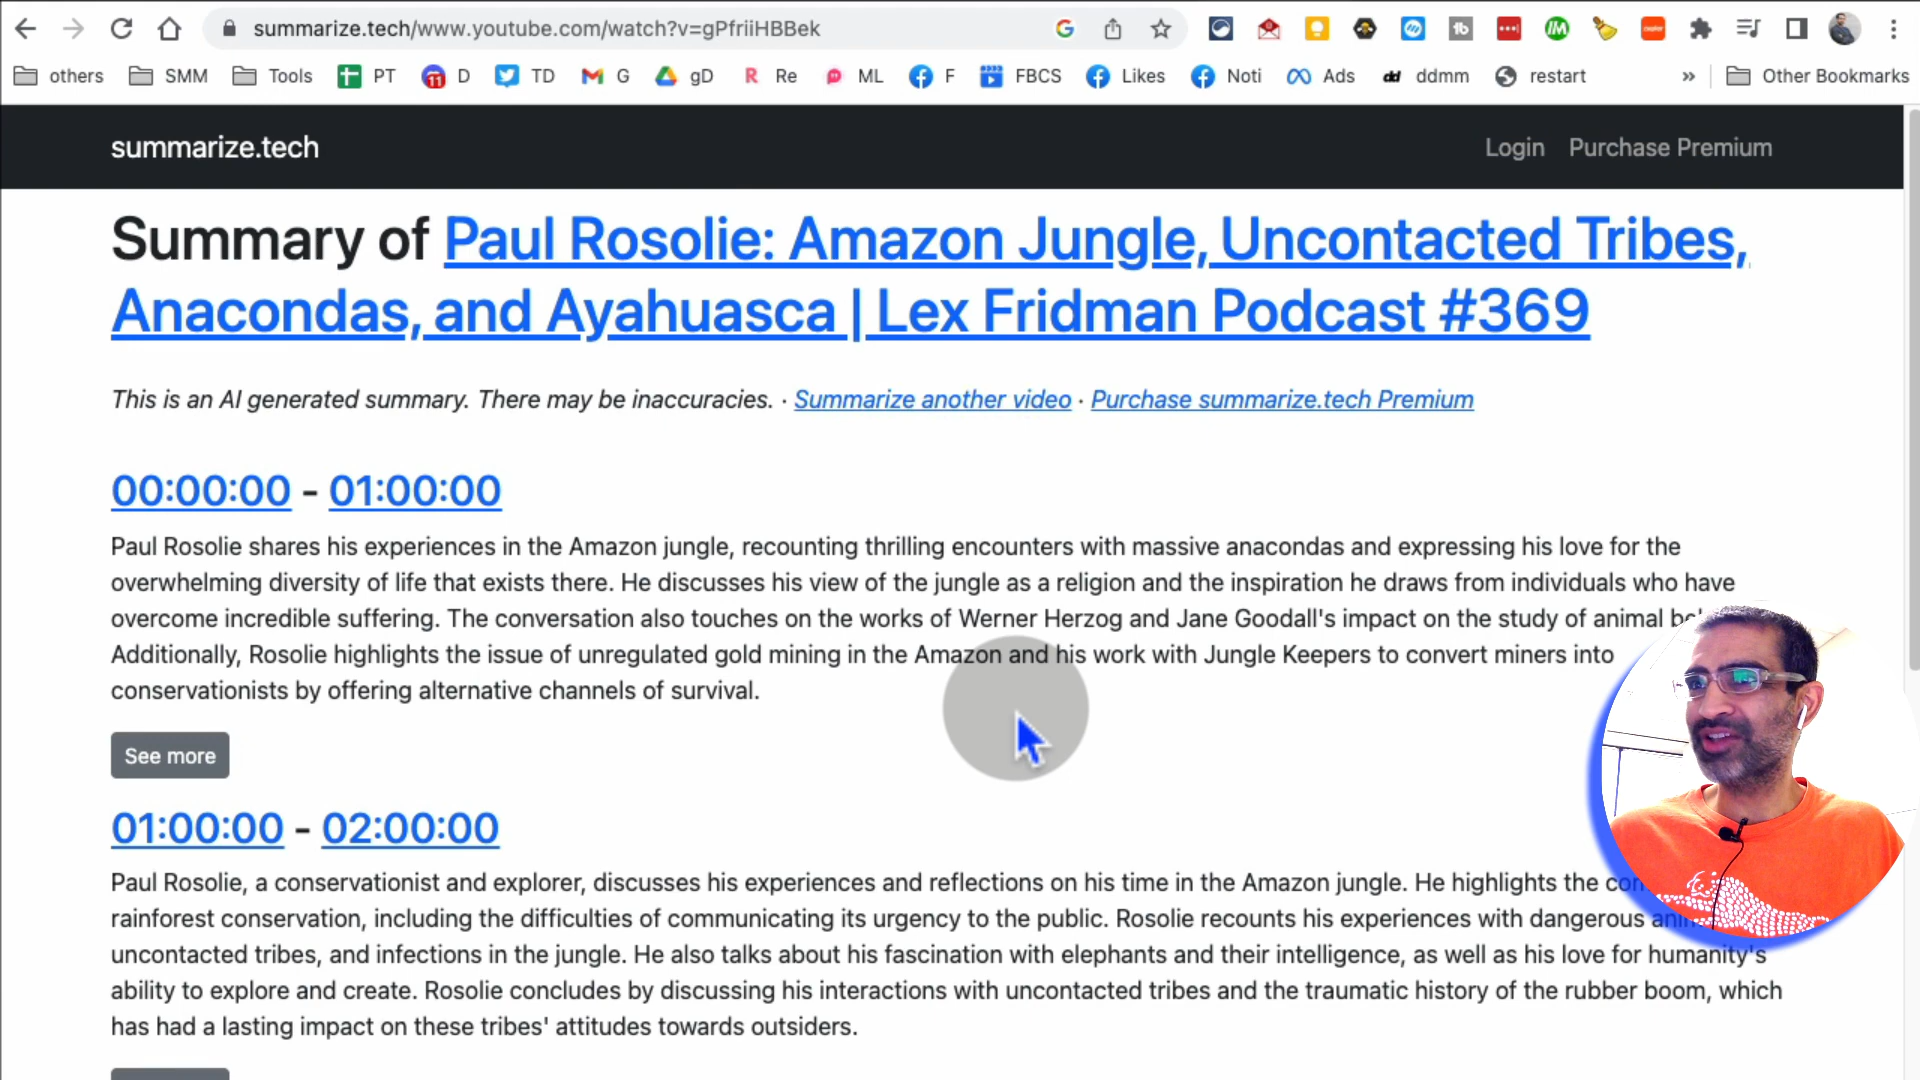 summarize.tech/www.youtube.com/watch?v=gPfriiHBBek
others SMM Tools PT 11 D TD G gD R Re ML F FBCS Likes Noti Ads dd ddmm restart » Other Bookmarks
summarize.tech Login Purchase Premium
Summary of Paul Rosolie: Amazon Jungle, Uncontacted Tribes,
Anacondas, and Ayahuasca | Lex Fridman Podcast #369
This is an AI generated summary. There may be inaccuracies. · Summarize another video · Purchase summarize.tech Premium
00:00:00 - 01:00:00
Paul Rosolie shares his experiences in the Amazon jungle, recounting thrilling encounters with massive anacondas and expressing his love for the
overwhelming diversity of life that exists there. He discusses his view of the jungle as a religion and the inspiration he draws from individuals who have
overcome incredible suffering. The conversation also touches on the works of Werner Herzog and Jane Goodall's impact on the study of animal
Additionally, Rosolie highlights the issue of unregulated gold mining in the Amazon and his work with Jungle Keepers to convert miners into
conservationists by offering alternative channels of survival.
See more
01:00:00 - 02:00:00
Paul Rosolie, a conservationist and explorer, discusses his experiences and reflections on his time in the Amazon jungle. He highlights the
rainforest conservation, including the difficulties of communicating its urgency to the public. Rosolie recounts his experiences with dangerous
uncontacted tribes, and infections in the jungle. He also talks about his fascination with elephants and their intelligence, as well as his love for humanity's
ability to explore and create. Rosolie concludes by discussing his interactions with uncontacted tribes and the traumatic history of the rubber boom, which
has had a lasting impact on these tribes' attitudes towards outsiders.